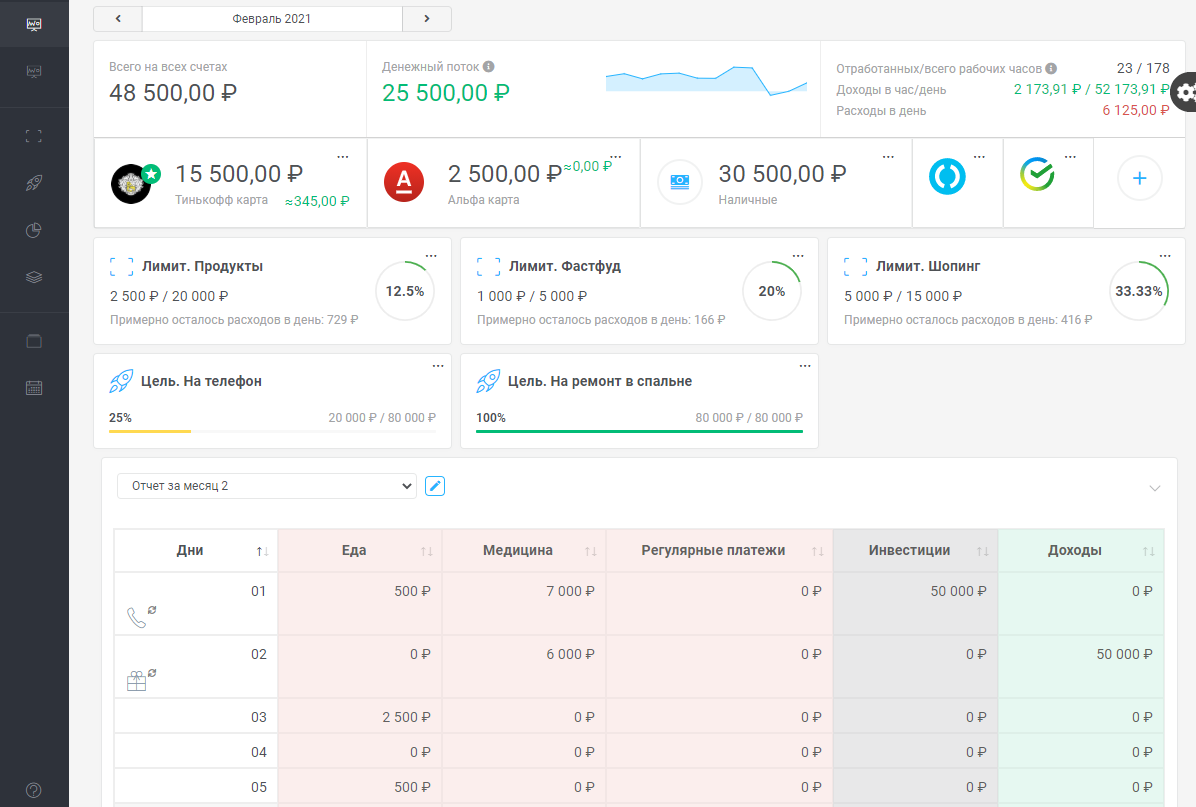 Февраль 2021
Всего на всех счетах
48 500,00 ₽
Денежный поток
25 500,00 ₽
Отработанных/всего рабочих часов 23 / 178
Доходы в час/день 2 173,91 ₽ / 52 173,91 ₽
Расходы в день 6 125,00 ₽
15 500,00 ₽
Тинькофф карта ≈345,00 ₽
А
2 500,00 ₽ ≈0,00 ₽
Альфа карта
30 500,00 ₽
Наличные
Лимит. Продукты
2 500 ₽ / 20 000 ₽
Примерно осталось расходов в день: 729 ₽
12.5%
Лимит. Фастфуд
1 000 ₽ / 5 000 ₽
Примерно осталось расходов в день: 166 ₽
20%
Лимит. Шопинг
5 000 ₽ / 15 000 ₽
Примерно осталось расходов в день: 416 ₽
33.33%
Цель. На телефон
25% 20 000 ₽ / 80 000 ₽
Цель. На ремонт в спальне
100% 80 000 ₽ / 80 000 ₽
Отчет за месяц 2
Дни Еда Медицина Регулярные платежи Инвестиции Доходы
01 500 ₽ 7 000 ₽ 0 ₽ 50 000 ₽ 0 ₽
02 0 ₽ 6 000 ₽ 0 ₽ 0 ₽ 50 000 ₽
03 2 500 ₽ 0 ₽ 0 ₽ 0 ₽ 0 ₽
04 0 ₽ 0 ₽ 0 ₽ 0 ₽ 0 ₽
05 500 ₽ 0 ₽ 0 ₽ 0 ₽ 0 ₽